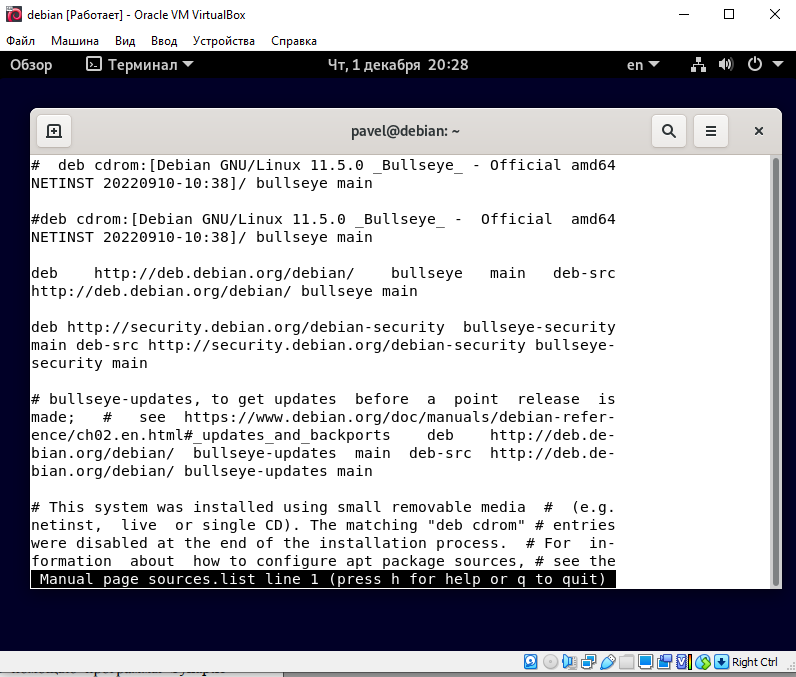 debian [Работает] - Oracle VM VirtualBox
Файл Машина Вид Ввод Устройства Справка
Обзор Терминал Чт, 1 декабря 20:28 en
pavel@debian: ~
#  deb cdrom:[Debian GNU/Linux 11.5.0 _Bullseye_ - Official amd64
NETINST 20220910-10:38]/ bullseye main
#deb cdrom:[Debian GNU/Linux 11.5.0 _Bullseye_ -  Official  amd64
NETINST 20220910-10:38]/ bullseye main
deb    http://deb.debian.org/debian/    bullseye   main   deb-src
http://deb.debian.org/debian/ bullseye main
deb http://security.debian.org/debian-security  bullseye-security
main deb-src http://security.debian.org/debian-security bullseye-
security main
# bullseye-updates, to get updates  before  a  point  release  is
made;   #   see  https://www.debian.org/doc/manuals/debian-refer-
ence/ch02.en.html#_updates_and_backports    deb    http://deb.de-
bian.org/debian/  bullseye-updates  main  deb-src  http://deb.de-
bian.org/debian/ bullseye-updates main
# This system was installed using small removable media  #  (e.g.
netinst,  live  or single CD). The matching "deb cdrom" # entries
were disabled at the end of the installation process.  # For  in-
formation  about  how to configure apt package sources, # see the
Manual page sources.list line 1 (press h for help or q to quit)
Right Ctrl